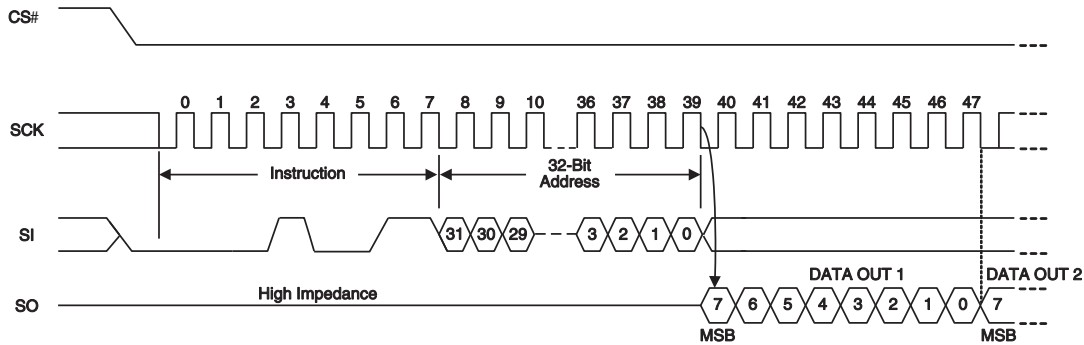 CS#
0 1 2 3 4 5 6 7 8 9 10 36 37 38 39 40 41 42 43 44 45 46 47
SCK
Instruction
32-Bit
Address
SI
31 30 29 3 2 1 0
DATA OUT 1
DATA OUT 2
High Impedance
SO
7 6 5 4 3 2 1 0 7
MSB
MSB